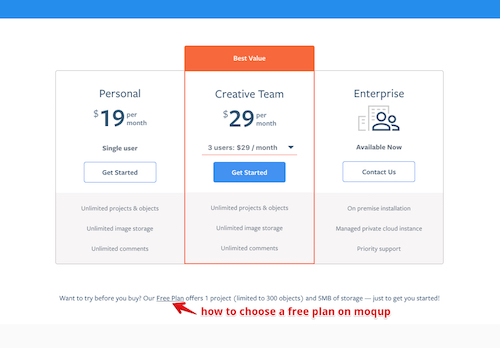 Best Value
Personal
$19 per month
Single user
Get Started
Unlimited projects & objects
Unlimited image storage
Unlimited comments
Creative Team
$29 per month
3 users: $29 / month
Get Started
Unlimited projects & objects
Unlimited image storage
Unlimited comments
Enterprise
Available Now
Contact Us
On premise installation
Managed private cloud instance
Priority support
Want to try before you buy? Our Free Plan offers 1 project (limited to 300 objects) and 5MB of storage — just to get you started!
how to choose a free plan on moqup